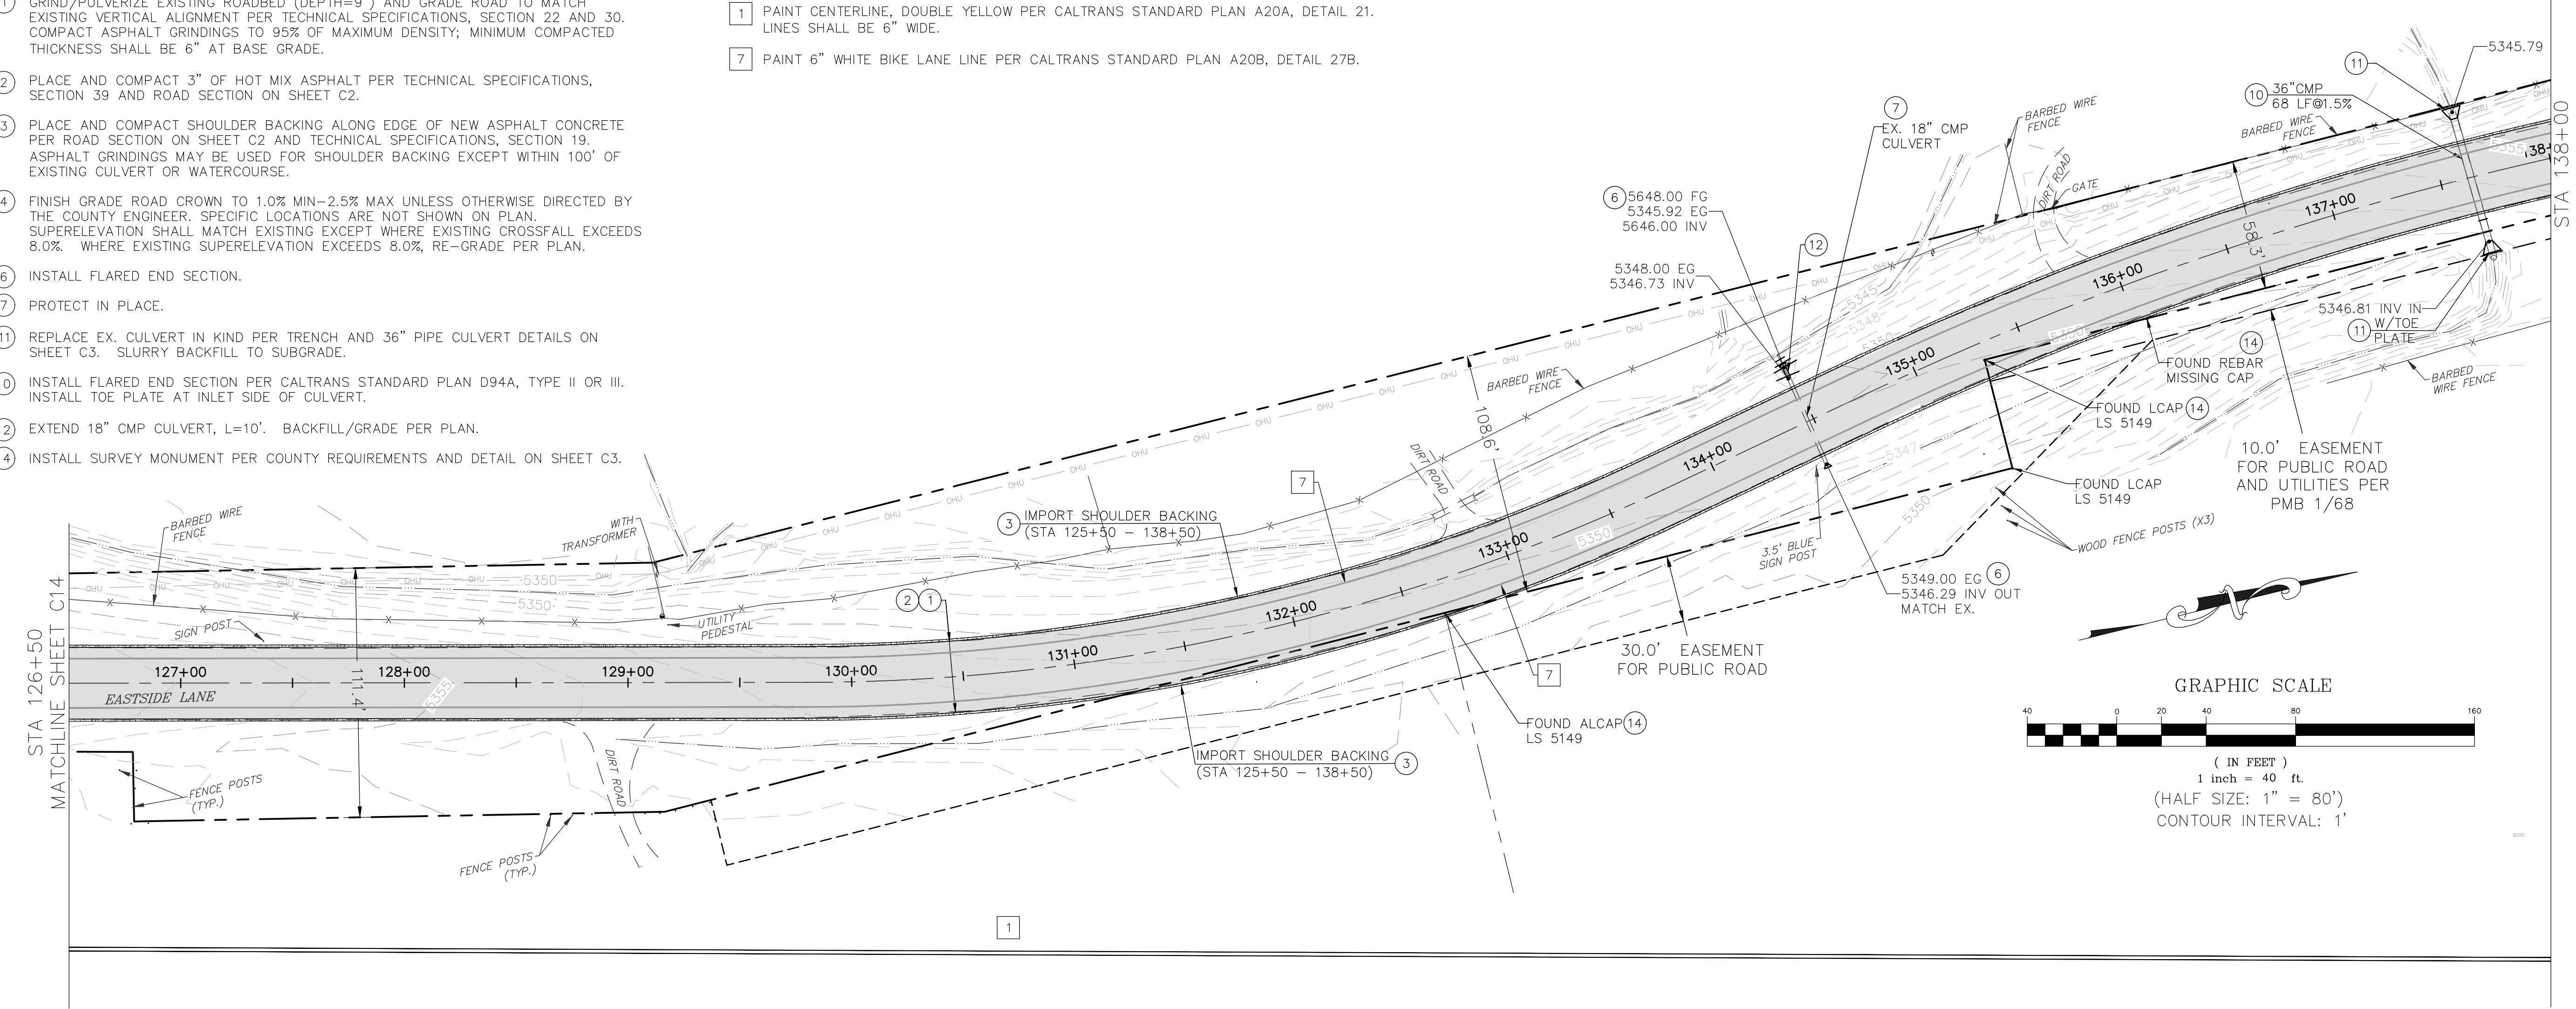 1 GRIND/PULVERIZE EXISTING ROADBED (DEPTH=9") AND GRADE ROAD TO MATCH
EXISTING VERTICAL ALIGNMENT PER TECHNICAL SPECIFICATIONS, SECTION 22 AND 30.
COMPACT ASPHALT GRINDINGS TO 95% OF MAXIMUM DENSITY; MINIMUM COMPACTED
THICKNESS SHALL BE 6" AT BASE GRADE.
2 PLACE AND COMPACT 3" OF HOT MIX ASPHALT PER TECHNICAL SPECIFICATIONS,
SECTION 39 AND ROAD SECTION ON SHEET C2.
3 PLACE AND COMPACT SHOULDER BACKING ALONG EDGE OF NEW ASPHALT CONCRETE
PER ROAD SECTION ON SHEET C2 AND TECHNICAL SPECIFICATIONS, SECTION 19.
ASPHALT GRINDINGS MAY BE USED FOR SHOULDER BACKING EXCEPT WITHIN 100' OF
EXISTING CULVERT OR WATERCOURSE.
4 FINISH GRADE ROAD CROWN TO 1.0% MIN-2.5% MAX UNLESS OTHERWISE DIRECTED BY
THE COUNTY ENGINEER. SPECIFIC LOCATIONS ARE NOT SHOWN ON PLAN.
SUPERELEVATION SHALL MATCH EXISTING EXCEPT WHERE EXISTING CROSSFALL EXCEEDS
8.0%. WHERE EXISTING SUPERELEVATION EXCEEDS 8.0%, RE-GRADE PER PLAN.
6 INSTALL FLARED END SECTION.
7 PROTECT IN PLACE.
11 REPLACE EX. CULVERT IN KIND PER TRENCH AND 36" PIPE CULVERT DETAILS ON
SHEET C3. SLURRY BACKFILL TO SUBGRADE.
10 INSTALL FLARED END SECTION PER CALTRANS STANDARD PLAN D94A, TYPE II OR III.
INSTALL TOE PLATE AT INLET SIDE OF CULVERT.
12 EXTEND 18" CMP CULVERT, L=10'. BACKFILL/GRADE PER PLAN.
14 INSTALL SURVEY MONUMENT PER COUNTY REQUIREMENTS AND DETAIL ON SHEET C3.
1 PAINT CENTERLINE, DOUBLE YELLOW PER CALTRANS STANDARD PLAN A20A, DETAIL 21.
LINES SHALL BE 6" WIDE.
7 PAINT 6" WHITE BIKE LANE LINE PER CALTRANS STANDARD PLAN A20B, DETAIL 27B.
5345.79
11
10 36"CMP
68 LF@1.5%
BARBED WIRE
FENCE
BARBED WIRE
FENCE
DIRT ROAD
GATE
7
EX. 18" CMP
CULVERT
6 5648.00 FG
5345.92 EG
5646.00 INV
12
5348.00 EG
5346.73 INV
STA 138+00
138+
5355
137+00
58.3'
136+00
5350
135+00
134+00
133+00
132+00
131+00
130+00
129+00
128+00
127+00
5345
5348
5350
5347
5350
5350
5350
5350
5355
OHU
5346.81 INV IN
11 W/TOE
PLATE
14
FOUND REBAR
MISSING CAP
BARBED
WIRE FENCE
FOUND LCAP 14
LS 5149
10.0' EASEMENT
FOR PUBLIC ROAD
AND UTILITIES PER
PMB 1/68
FOUND LCAP
LS 5149
WOOD FENCE POSTS (X3)
3.5' BLUE
SIGN POST
5349.00 EG 6
5346.29 INV OUT
MATCH EX.
BARBED WIRE
FENCE
108.6'
DIRT ROAD
7
3 IMPORT SHOULDER BACKING
(STA 125+50 - 138+50)
WITH
TRANSFORMER
BARBED WIRE
FENCE
UTILITY
PEDESTAL
2 1
SIGN POST
STA 126+50
MATCHLINE SHEET C14
EASTSIDE LANE
111.4'
30.0' EASEMENT
FOR PUBLIC ROAD
7
FOUND ALCAP 14
LS 5149
IMPORT SHOULDER BACKING 3
(STA 125+50 - 138+50)
DIRT ROAD
FENCE POSTS
(TYP.)
FENCE POSTS
(TYP.)
1
N
GRAPHIC SCALE
40 0 20 40 80 160
( IN FEET )
1 inch = 40 ft.
(HALF SIZE: 1" = 80')
CONTOUR INTERVAL: 1'